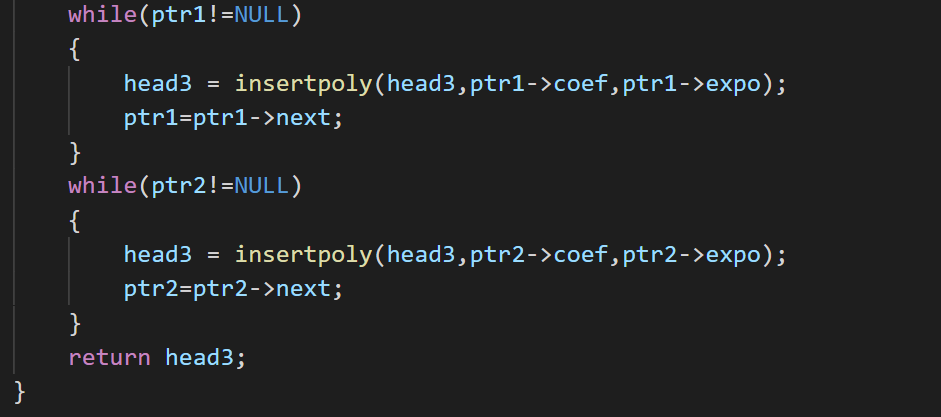 while(ptr1!=NULL)
{
head3 = insertpoly(head3,ptr1->coef,ptr1->expo);
ptr1=ptr1->next;
}
while(ptr2!=NULL)
{
head3 = insertpoly(head3,ptr2->coef,ptr2->expo);
ptr2=ptr2->next;
}
return head3;
}